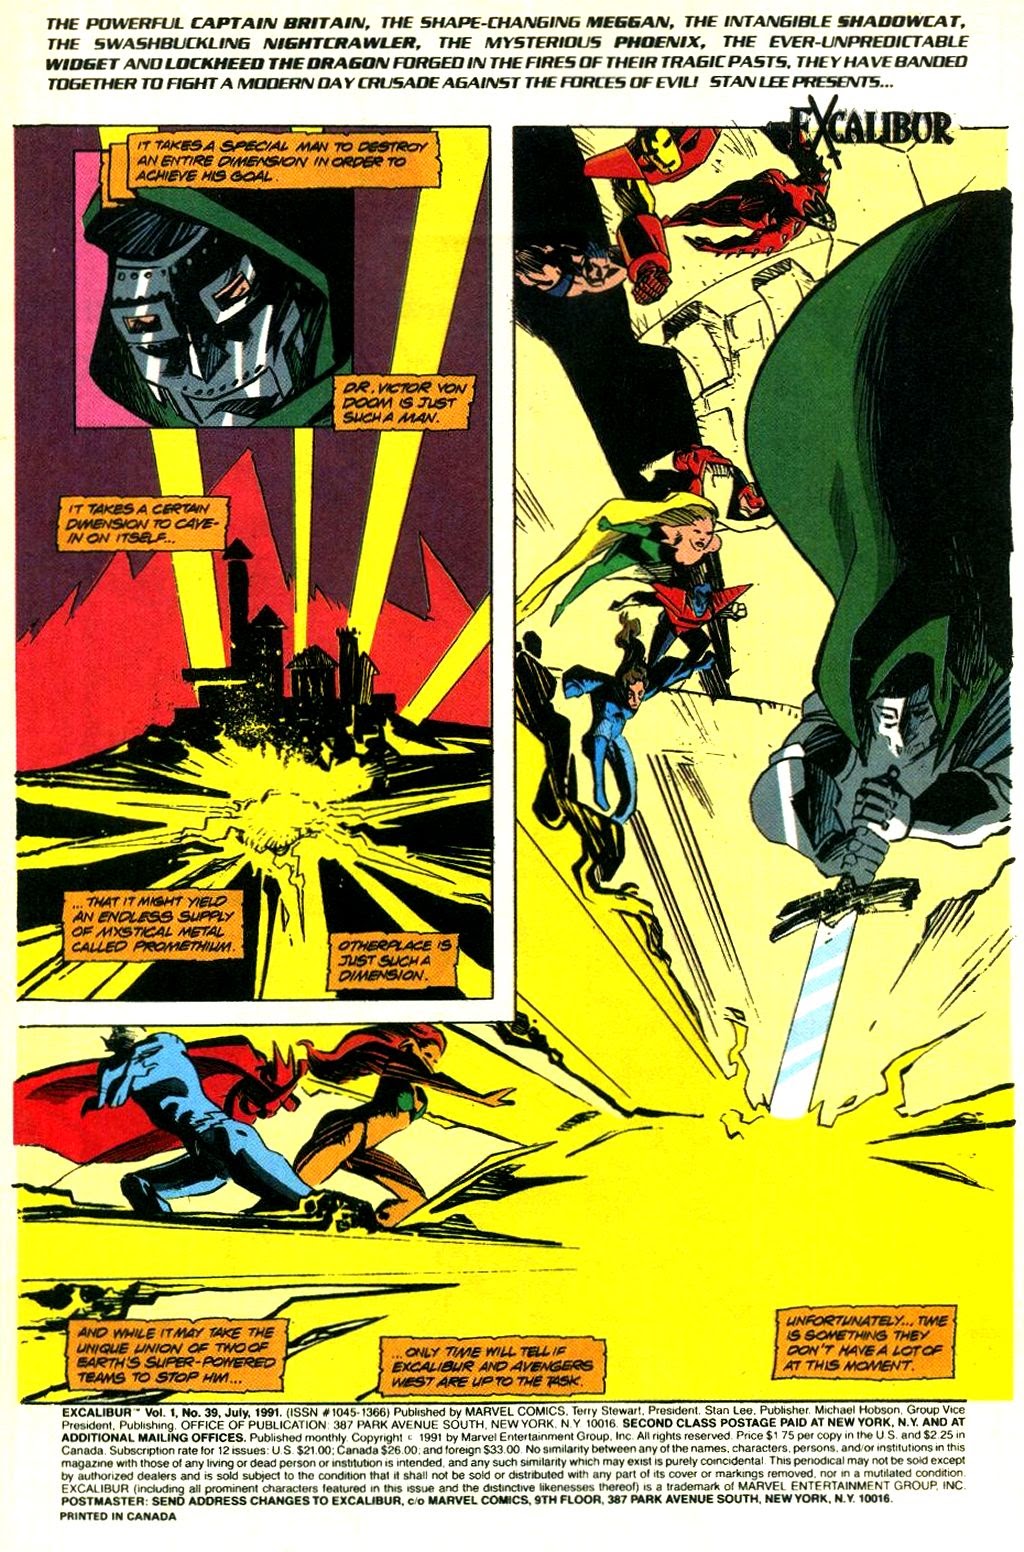 THE POWERFUL CAPTAIN BRITAIN, THE SHAPE-CHANGING MEGGAN, THE INTANGIBLE SHADOWCAT,
THE SWASHBUCKLING NIGHTCRAWLER, THE MYSTERIOUS PHOENIX, THE EVER-UNPREDICTABLE
WIDGET AND LOCKHEED THE DRAGON FORGED IN THE FIRES OF THEIR TRAGIC PASTS, THEY HAVE BANDED
TOGETHER TO FIGHT A MODERN DAY CRUSADE AGAINST THE FORCES OF EVIL! STAN LEE PRESENTS...
EXCALIBUR
IT TAKES A SPECIAL MAN TO DESTROY
AN ENTIRE DIMENSION IN ORDER TO
ACHIEVE HIS GOAL.
DR. VICTOR VON
DOOM IS JUST
SUCH A MAN.
IT TAKES A CERTAIN
DIMENSION TO CAVE-
IN ON ITSELF...
...THAT IT MIGHT YIELD
AN ENDLESS SUPPLY
OF MYSTICAL METAL
CALLED PROMETHIUM.
OTHERPLACE IS
JUST SUCH A
DIMENSION.
AND WHILE IT MAY TAKE THE
UNIQUE UNION OF TWO OF
EARTH'S SUPER-POWERED
TEAMS TO STOP HIM...
...ONLY TIME WILL TELL IF
EXCALIBUR AND AVENGERS
WEST ARE UP TO THE TASK.
UNFORTUNATELY... TIME
IS SOMETHING THEY
DON'T HAVE A LOT OF
AT THIS MOMENT.
EXCALIBUR™ Vol. 1, No. 39, July, 1991. (ISSN #1045-1366) Published by MARVEL COMICS, Terry Stewart, President. Stan Lee, Publisher. Michael Hobson, Group Vice
President, Publishing, OFFICE OF PUBLICATION: 387 PARK AVENUE SOUTH, NEW YORK, N.Y. 10016. SECOND CLASS POSTAGE PAID AT NEW YORK, N.Y. AND AT
ADDITIONAL MAILING OFFICES. Published monthly. Copyright © 1991 by Marvel Entertainment Group, Inc. All rights reserved. Price $1.75 per copy in the U.S. and $2.25 in
Canada. Subscription rate for 12 issues: U.S. $21.00; Canada $26.00; and foreign $33.00. No similarity between any of the names, characters, persons, and/or institutions in this
magazine with those of any living or dead person or institution is intended, and any such similarity which may exist is purely coincidental. This periodical may not be sold except
by authorized dealers and is sold subject to the condition that it shall not be sold or distributed with any part of its cover or markings removed, nor in a mutilated condition.
EXCALIBUR (including all prominent characters featured in this issue and the distinctive likenesses thereof) is a trademark of MARVEL ENTERTAINMENT GROUP, INC.
POSTMASTER: SEND ADDRESS CHANGES TO EXCALIBUR, c/o MARVEL COMICS, 9TH FLOOR, 387 PARK AVENUE SOUTH, NEW YORK, N.Y. 10016.
PRINTED IN CANADA